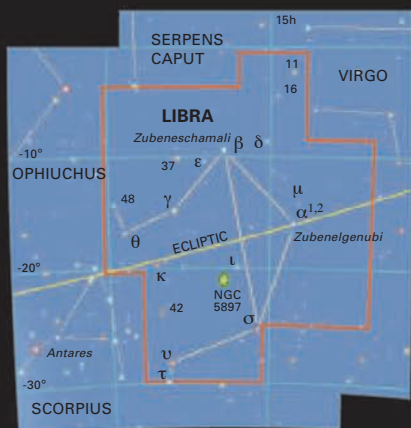 15h
SERPENS
CAPUT
11
VIRGO
16
LIBRA
Zubeneschamali
β δ
-10°
37 ε
OPHIUCHUS
48
γ
μ
α1,2
θ
Zubenelgenubi
ECLIPTIC
ι
-20°
κ
NGC
5897
42
σ
Antares
υ
τ
-30°
SCORPIUS